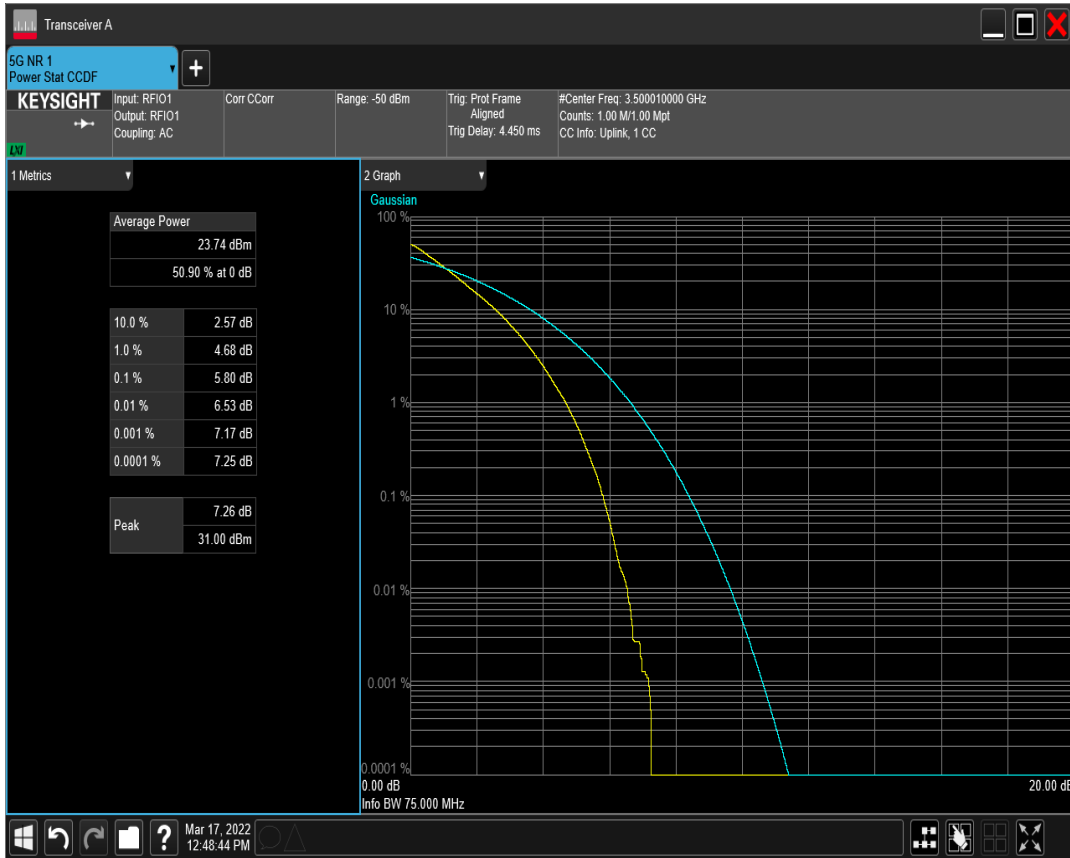 Transceiver A
5G NR 1
Power Stat CCDF
KEYSIGHT
LXI
Input: RFIO1
Output: RFIO1
Coupling: AC
Corr CCorr
Range: -50 dBm
Trig: Prot Frame
Aligned
Trig Delay: 4.450 ms
#Center Freq: 3.500010000 GHz
Counts: 1.00 M/1.00 Mpt
CC Info: Uplink, 1 CC
1 Metrics
Average Power
23.74 dBm
50.90 % at 0 dB
10.0 % 2.57 dB
1.0 % 4.68 dB
0.1 % 5.80 dB
0.01 % 6.53 dB
0.001 % 7.17 dB
0.0001 % 7.25 dB
Peak 7.26 dB
31.00 dBm
2 Graph
Gaussian
100 %
10 %
1 %
0.1 %
0.01 %
0.001 %
0.0001 %
0.00 dB 20.00 dB
Info BW 75.000 MHz
? Mar 17, 2022
12:48:44 PM